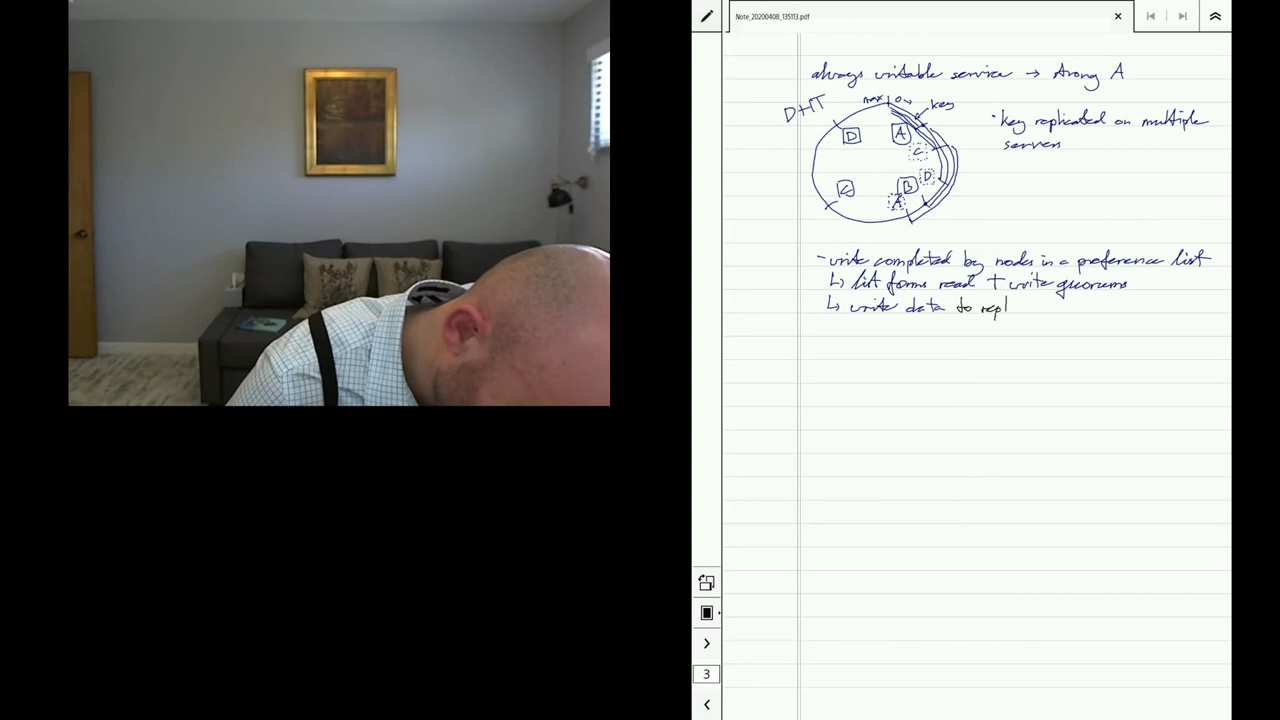 Note_20200408_135113.pdf
always writable service → strong A
DHT
max | 0
key
D
A
C
D
C
B
A
· key replicated on multiple
servers
- write completed by nodes in a preference list
↳ list forms read + write quorums
↳ write data to repl
3